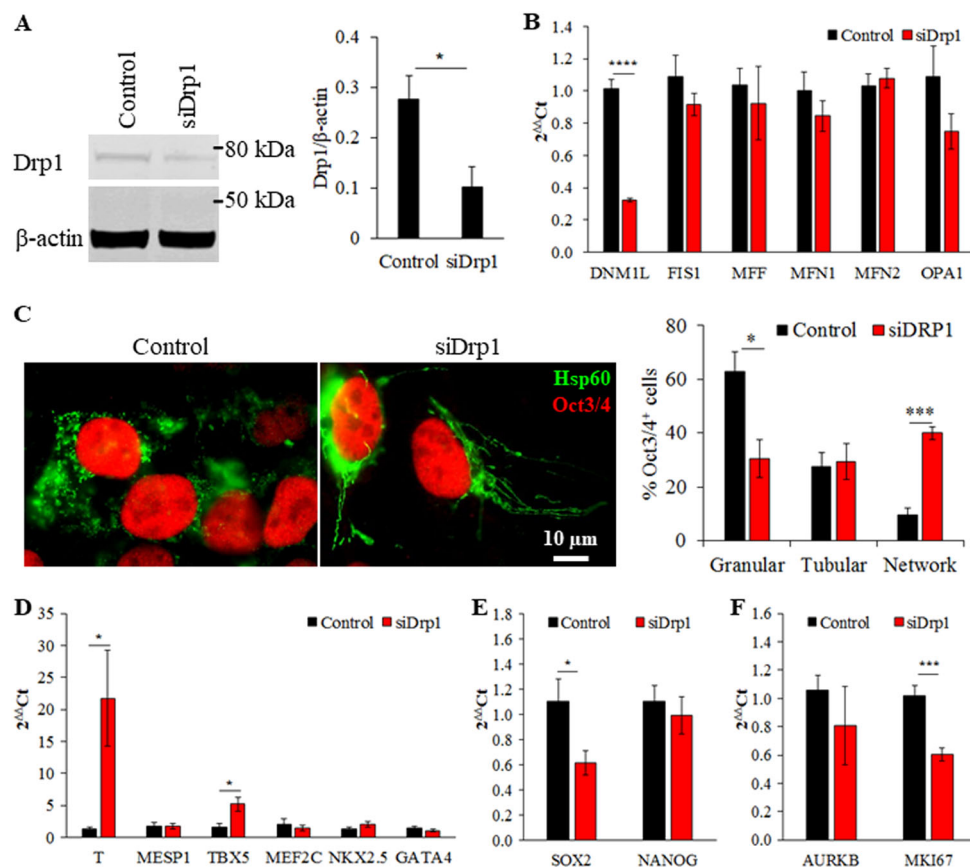 A
Control
siDrp1
Drp1
80 kDa
50 kDa
β-actin
Drp1/β-actin
0.4
0.3
0.2
0.1
0
*
Control siDrp1
B
Control siDrp1
2^ΔΔCt
1.4
1.2
1.0
0.8
0.6
0.4
0.2
0.0
****
DNM1L FIS1 MFF MFN1 MFN2 OPA1
C
Control siDrp1
Hsp60
Oct3/4
10 µm
Control siDRP1
% Oct3/4⁺ cells
80
60
40
20
0
*
***
Granular Tubular Network
D
Control siDrp1
2^ΔΔCt
35
30
25
20
15
10
5
0
*
*
T MESP1 TBX5 MEF2C NKX2.5 GATA4
E
Control siDrp1
2^ΔΔCt
1.8
1.6
1.4
1.2
1.0
0.8
0.6
0.4
0.2
0.0
*
SOX2 NANOG
F
Control siDrp1
2^ΔΔCt
1.6
1.4
1.2
1.0
0.8
0.6
0.4
0.2
0.0
***
AURKB MKI67